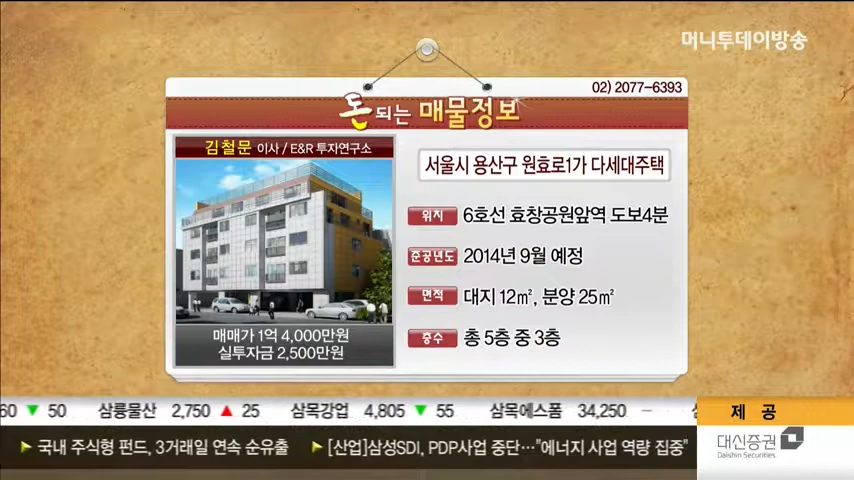 머니투데이방송
02) 2077-6393
돈되는 매물정보
김철문 이사 / E&R 투자연구소
매매가 1억 4,000만원
실투자금 2,500만원
서울시 용산구 원효로1가 다세대주택
위치 6호선 효창공원앞역 도보4분
준공년도 2014년 9월 예정
면적 대지 12㎡, 분양 25㎡
층수 총 5층 중 3층
60 ▼ 50 삼륭물산 2,750 ▲ 25 삼목강업 4,805 ▼ 55 삼목에스폼 34,250 –
제 공
▶ 국내 주식형 펀드, 3거래일 연속 순유출 ▶ [산업]삼성SDI, PDP사업 중단…"에너지 사업 역량 집중"
대신증권
Daishin Securities